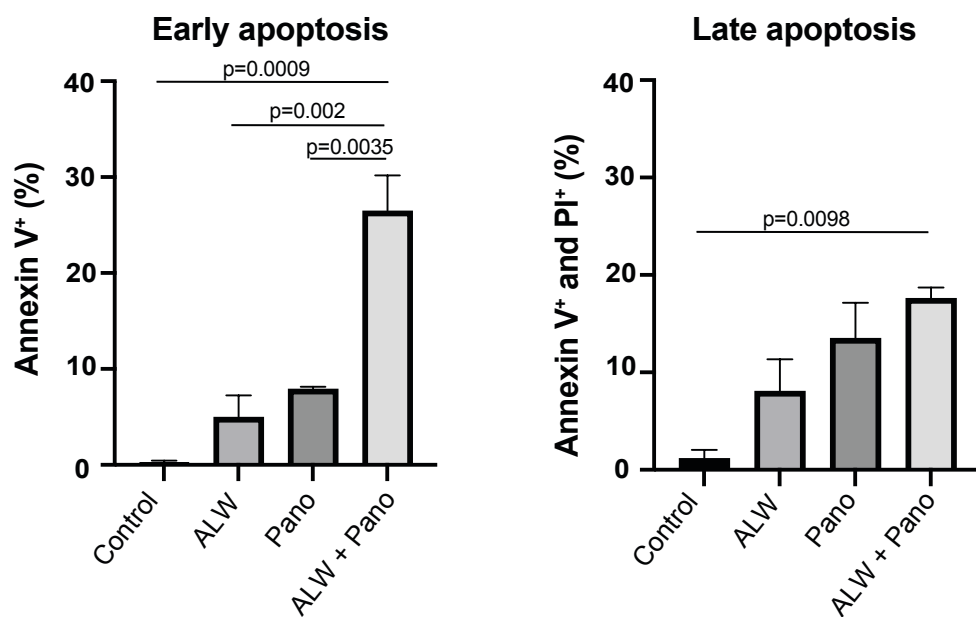 Early apoptosis
p=0.0009
p=0.002
p=0.0035
40
30
20
10
0
Annexin V⁺ (%)
Control
ALW
Pano
ALW + Pano
Late apoptosis
p=0.0098
40
30
20
10
0
Annexin V⁺ and PI⁺ (%)
Control
ALW
Pano
ALW + Pano